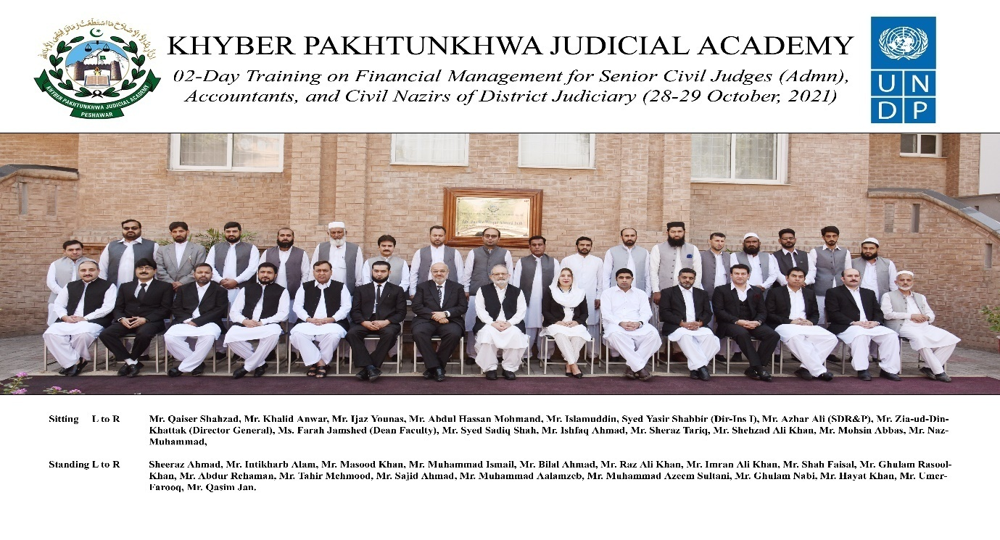 KHYBER PAKHTUNKHWA JUDICIAL ACADEMY
PESHAWAR
KHYBER PAKHTUNKHWA JUDICIAL ACADEMY
02-Day Training on Financial Management for Senior Civil Judges (Admn),
Accountants, and Civil Nazirs of District Judiciary (28-29 October, 2021)
U N
D P
Sitting L to R Mr. Qaiser Shahzad, Mr. Khalid Anwar, Mr. Ijaz Younas, Mr. Abdul Hassan Mohmand, Mr. Islamuddin, Syed Yasir Shabbir (Dir-Ins I), Mr. Azhar Ali (SDR&P), Mr. Zia-ud-Din-
Khattak (Director General), Ms. Farah Jamshed (Dean Faculty), Mr. Syed Sadiq Shah, Mr. Ishfaq Ahmad, Mr. Sheraz Tariq, Mr. Shehzad Ali Khan, Mr. Mohsin Abbas, Mr. Naz-
Muhammad,
Standing L to R Sheeraz Ahmad, Mr. Intikharb Alam, Mr. Masood Khan, Mr. Muhammad Ismail, Mr. Bilal Ahmad, Mr. Raz Ali Khan, Mr. Imran Ali Khan, Mr. Shah Faisal, Mr. Ghulam Rasool-
Khan, Mr. Abdur Rehaman, Mr. Tahir Mehmood, Mr. Sajid Ahmad, Mr. Muhammad Aalamzeb, Mr. Muhammad Azeem Sultani, Mr. Ghulam Nabi, Mr. Hayat Khan, Mr. Umer-
Farooq, Mr. Qasim Jan.